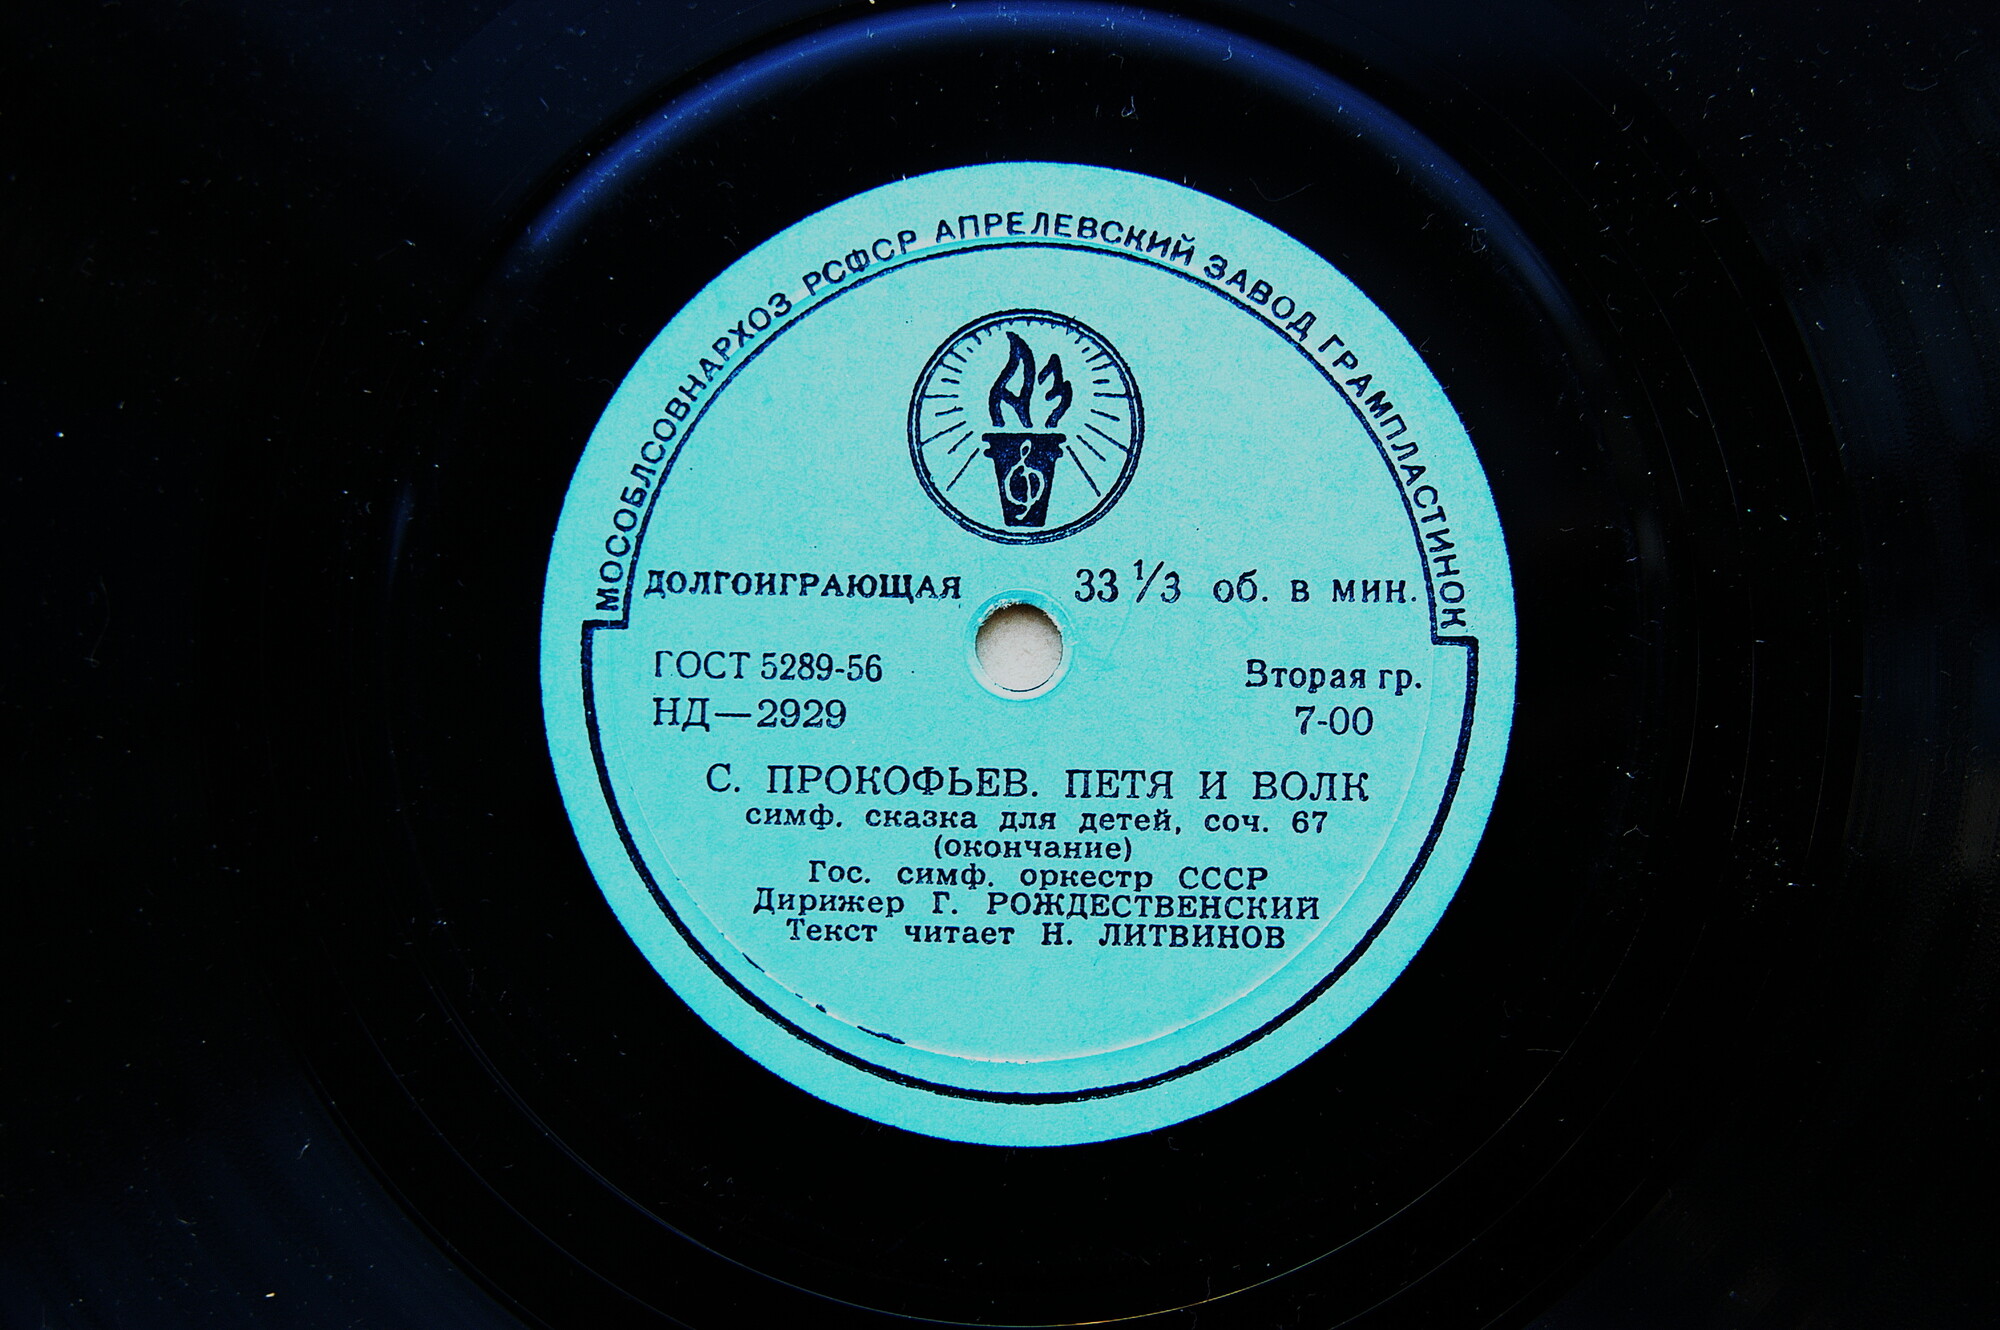 МОСОБЛСОВНАРХОЗ РСФСР АПРЕЛЕВСКИЙ ЗАВОД ГРАМПЛАСТИНОК
АЗ
ДОЛГОИГРАЮЩАЯ 33 1/3 об. в мин.
ГОСТ 5289-56 Вторая гр.
НД—2929 7-00
С. ПРОКОФЬЕВ. ПЕТЯ И ВОЛК
симф. сказка для детей, соч. 67
(окончание)
Гос. симф. оркестр СССР
Дирижер Г. РОЖДЕСТВЕНСКИЙ
Текст читает Н. ЛИТВИНОВ